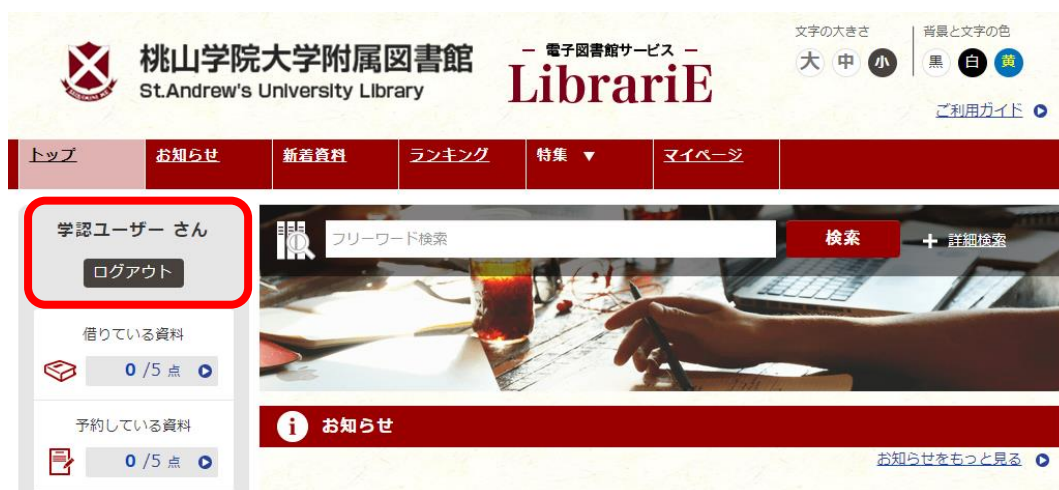 桃山学院大学附属図書館
St.Andrew's University Library
− 電子図書館サービス −
LibrariE
文字の大きさ
大 中 小
背景と文字の色
黒 白 黄
ご利用ガイド
トップ お知らせ 新着資料 ランキング 特集 ▼ マイページ
学認ユーザー さん
ログアウト
フリーワード検索 検索 + 詳細検索
借りている資料
0 /5 点
予約している資料
0 /5 点
i お知らせ
お知らせをもっと見る